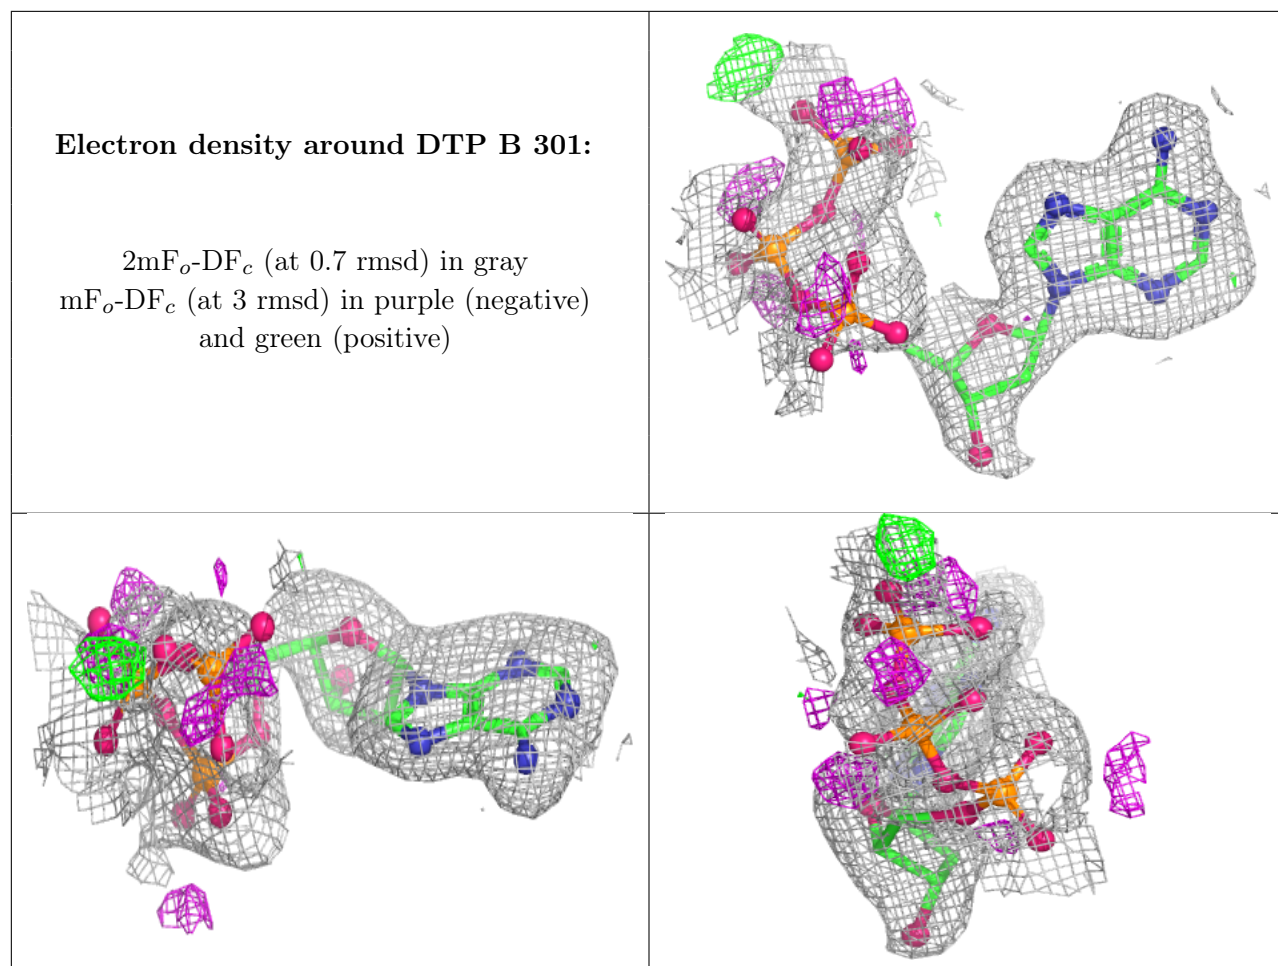 Electron density around DTP B 301:
2mF𝑜-DF𝑐 (at 0.7 rmsd) in gray
mF𝑜-DF𝑐 (at 3 rmsd) in purple (negative)
and green (positive)